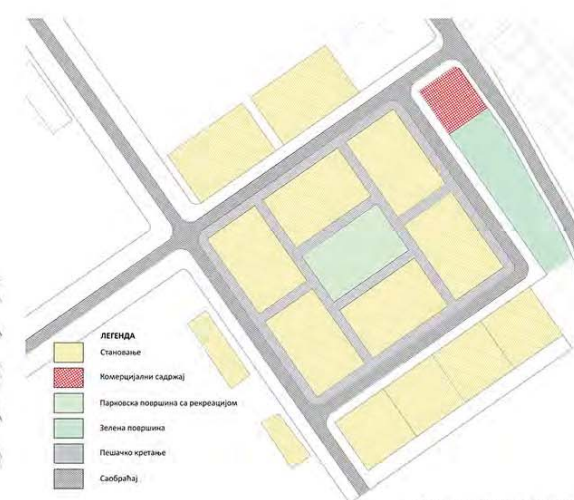 ЛЕГЕНДА
Становање
Комерцијални садржај
Парковска површина са рекреацијом
Зелена површина
Пешачко кретање
Саобраћај